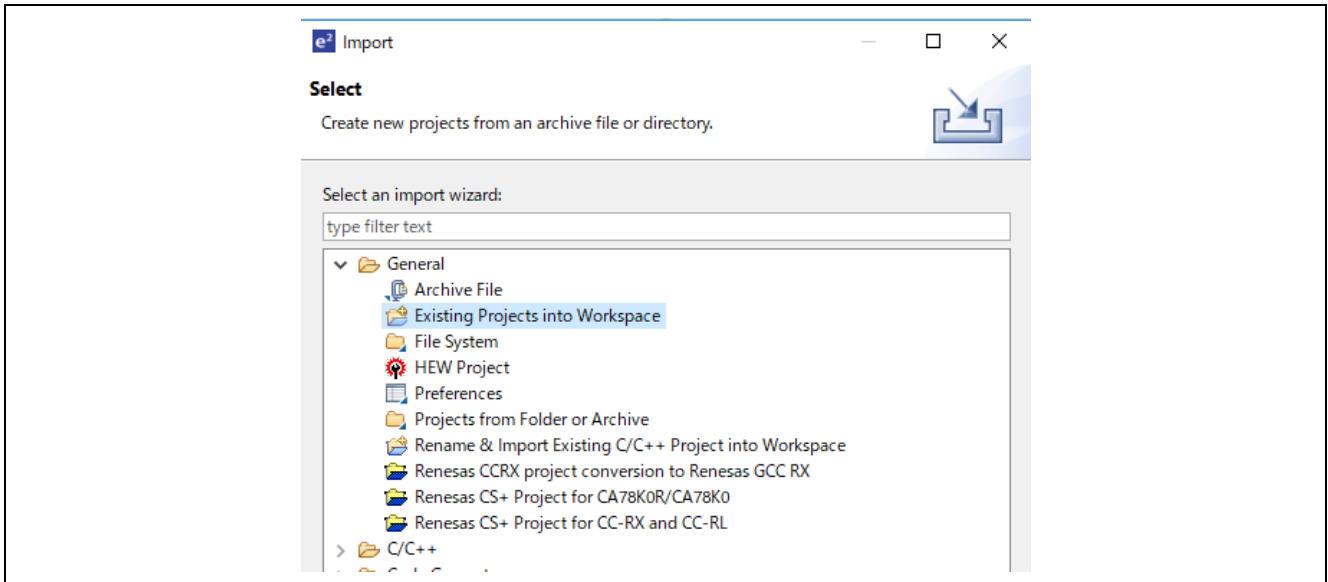 e² Import
Select
Create new projects from an archive file or directory.
Select an import wizard:
type filter text
General
Archive File
Existing Projects into Workspace
File System
HEW Project
Preferences
Projects from Folder or Archive
Rename & Import Existing C/C++ Project into Workspace
Renesas CCRX project conversion to Renesas GCC RX
Renesas CS+ Project for CA78K0R/CA78K0
Renesas CS+ Project for CC-RX and CC-RL
C/C++